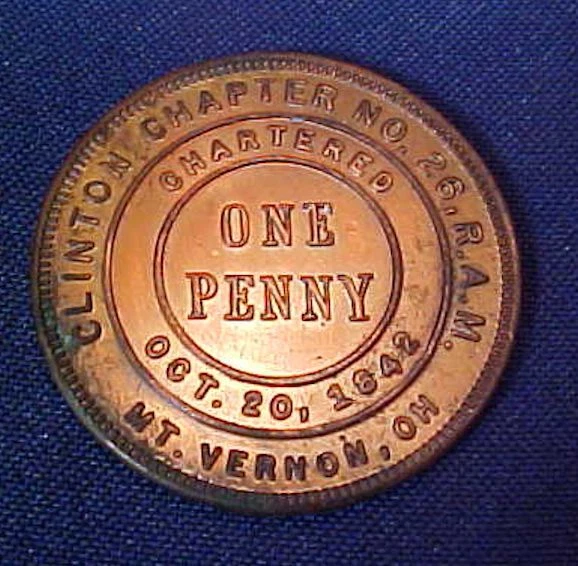 CLINTON CHAPTER NO. 26, R.A.M.
MT. VERNON, OH
CHARTERED
OCT. 20, 1842
ONE
PENNY